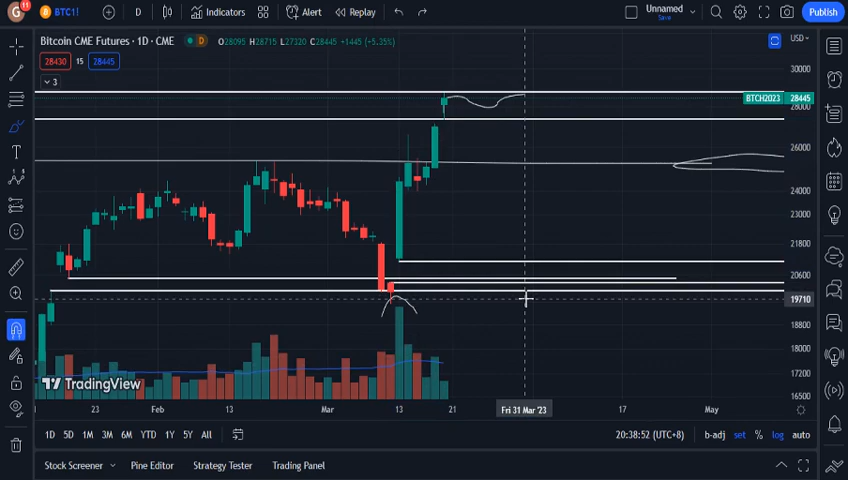 G 11 BTC1! D Indicators Alert Replay Unnamed Save Publish
Bitcoin CME Futures · 1D · CME D O28095 H28715 L27320 C28445 +1445 (+5.35%) USD
28430 15 28445
3
30000
BTCH2023 28445
28000
26000
24000
23000
21800
20600
19710
18800
18000
17200
16500
TradingView
23 Feb 13 Mar 13 21 Fri 31 Mar '23 17 May
1D 5D 1M 3M 6M YTD 1Y 5Y All 20:38:52 (UTC+8) b-adj set % log auto
Stock Screener Pine Editor Strategy Tester Trading Panel